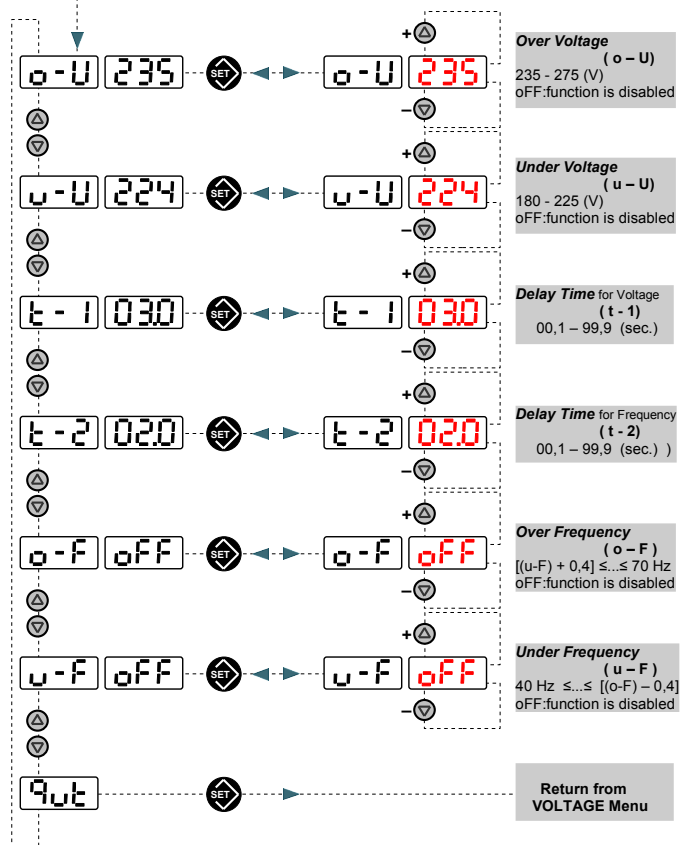 +
o-U 235 SET o-U 235
–
Over Voltage
( o – U)
235 - 275 (V)
oFF:function is disabled
+
u-U 224 SET u-U 224
–
Under Voltage
( u – U)
180 - 225 (V)
oFF:function is disabled
+
t-1 03.0 SET t-1 03.0
–
Delay Time for Voltage
( t - 1)
00,1 – 99,9 (sec.)
+
t-2 02.0 SET t-2 02.0
–
Delay Time for Frequency
( t - 2)
00,1 – 99,9 (sec.) )
+
o-F oFF SET o-F oFF
–
Over Frequency
( o – F )
[(u-F) + 0,4] ≤...≤ 70 Hz
oFF:function is disabled
+
u-F oFF SET u-F oFF
–
Under Frequency
( u – F )
40 Hz ≤...≤ [(o-F) – 0,4]
oFF:function is disabled
qut SET
Return from
VOLTAGE Menu